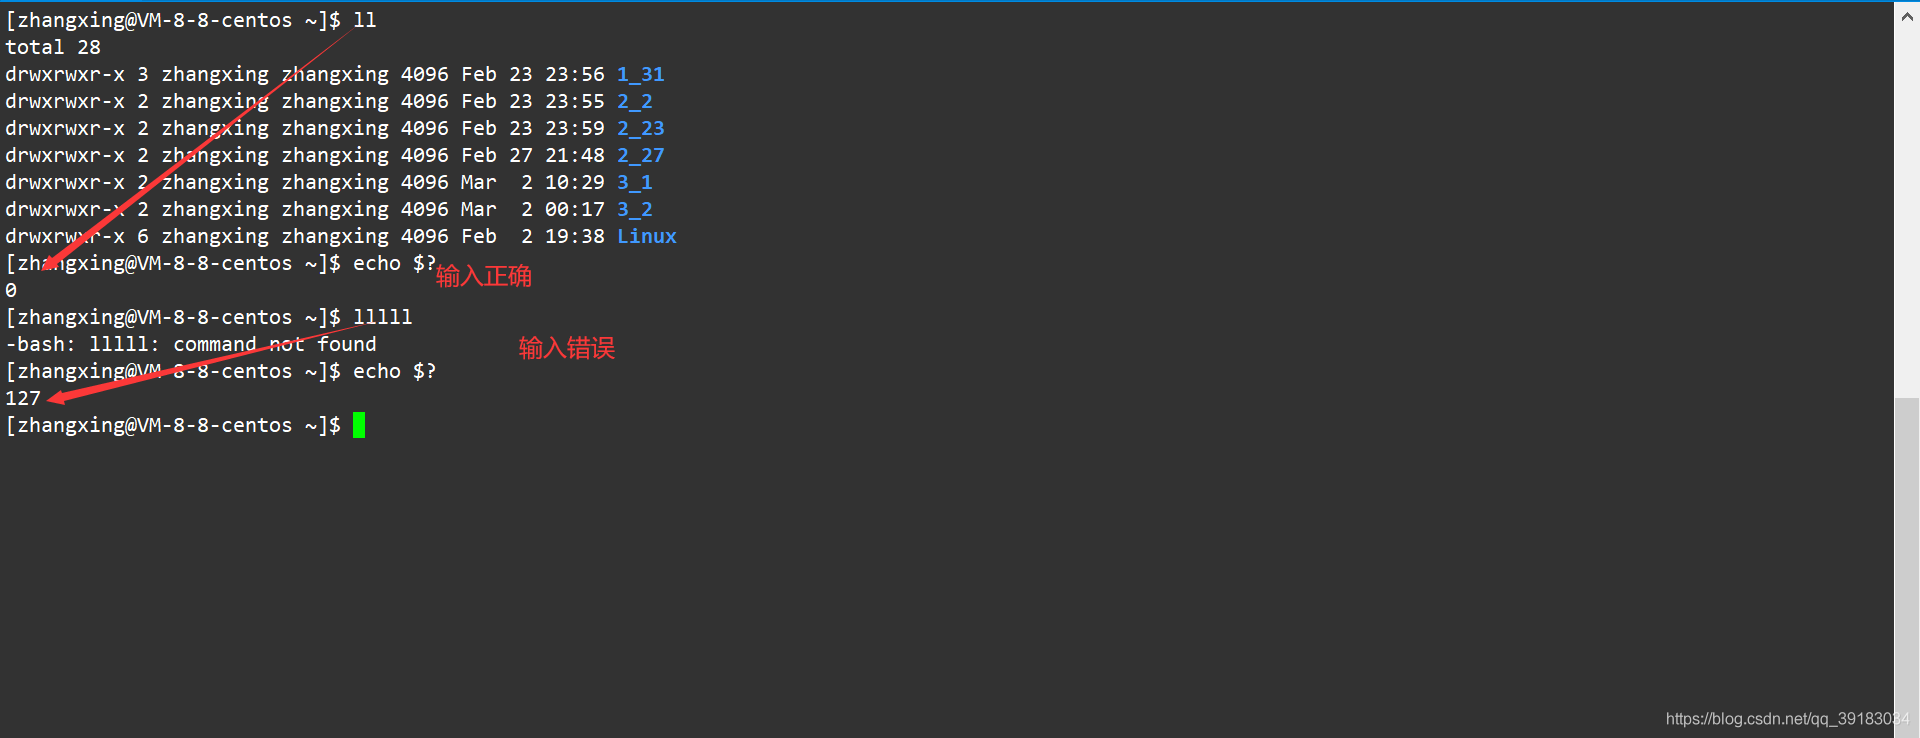 [zhangxing@VM-8-8-centos ~]$ ll
total 28
drwxrwxr-x 3 zhangxing zhangxing 4096 Feb 23 23:56 1_31
drwxrwxr-x 2 zhangxing zhangxing 4096 Feb 23 23:55 2_2
drwxrwxr-x 2 zhangxing zhangxing 4096 Feb 23 23:59 2_23
drwxrwxr-x 2 zhangxing zhangxing 4096 Feb 27 21:48 2_27
drwxrwxr-x 2 zhangxing zhangxing 4096 Mar  2 10:29 3_1
drwxrwxr-x 2 zhangxing zhangxing 4096 Mar  2 00:17 3_2
drwxrwxr-x 6 zhangxing zhangxing 4096 Feb  2 19:38 Linux
[zhangxing@VM-8-8-centos ~]$ echo $?
输入正确
0
[zhangxing@VM-8-8-centos ~]$ lllll
-bash: lllll: command not found
输入错误
[zhangxing@VM-8-8-centos ~]$ echo $?
127
[zhangxing@VM-8-8-centos ~]$
https://blog.csdn.net/qq_39183034